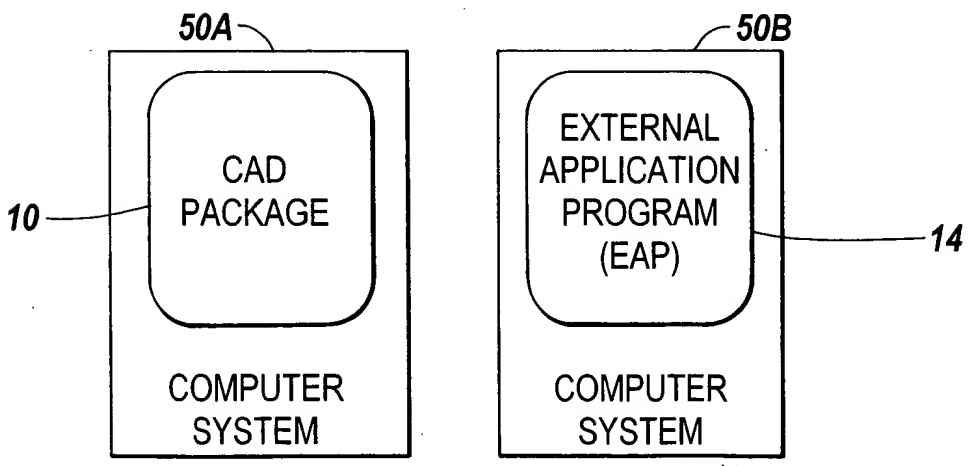 50A
50B
CAD
PACKAGE
10
COMPUTER
SYSTEM
EXTERNAL
APPLICATION
PROGRAM
(EAP)
14
COMPUTER
SYSTEM